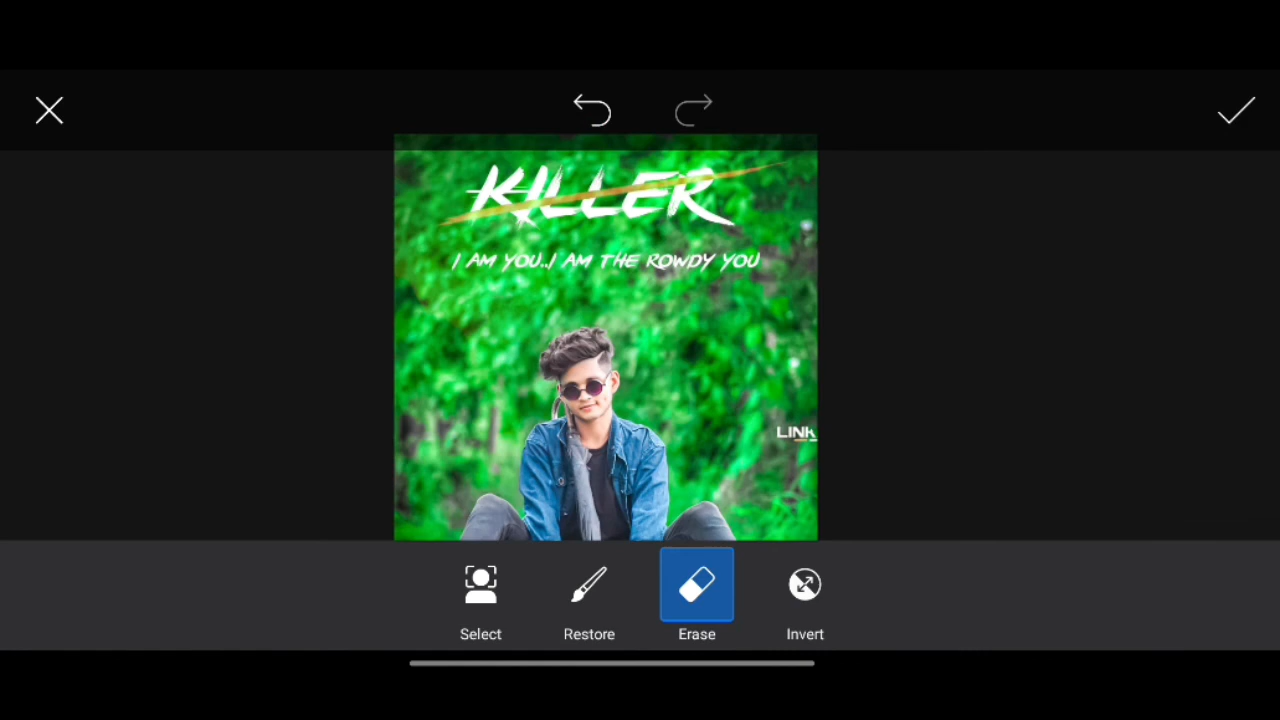 KILLER
I AM YOU..I AM THE ROWDY YOU
LINK
Select
Restore
Erase
Invert